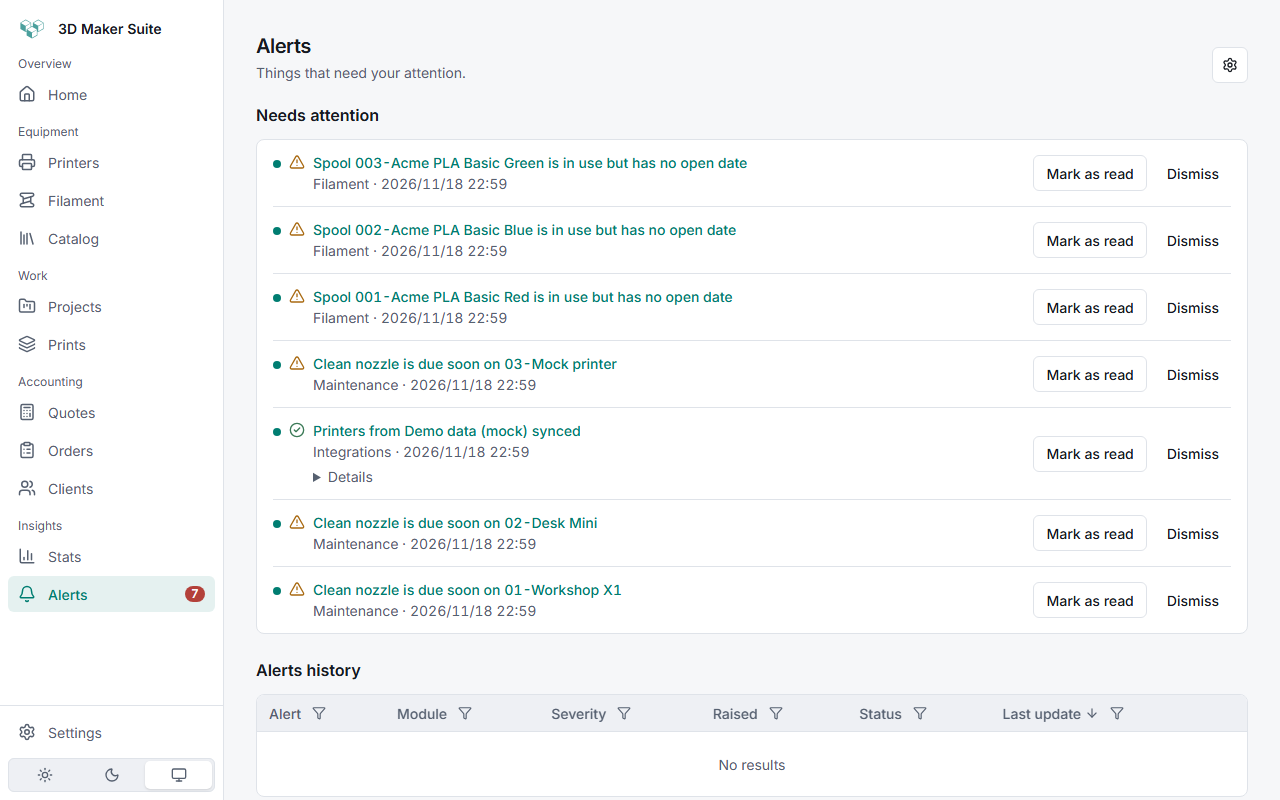 3D Maker Suite
Overview
Home
Equipment
Printers
Filament
Catalog
Work
Projects
Prints
Accounting
Quotes
Orders
Clients
Insights
Stats
Alerts 7
Settings
Alerts
Things that need your attention.
Needs attention
Spool 003-Acme PLA Basic Green is in use but has no open date
Filament · 2026/11/18 22:59
Mark as read Dismiss
Spool 002-Acme PLA Basic Blue is in use but has no open date
Filament · 2026/11/18 22:59
Mark as read Dismiss
Spool 001-Acme PLA Basic Red is in use but has no open date
Filament · 2026/11/18 22:59
Mark as read Dismiss
Clean nozzle is due soon on 03-Mock printer
Maintenance · 2026/11/18 22:59
Mark as read Dismiss
Printers from Demo data (mock) synced
Integrations · 2026/11/18 22:59
Details
Mark as read Dismiss
Clean nozzle is due soon on 02-Desk Mini
Maintenance · 2026/11/18 22:59
Mark as read Dismiss
Clean nozzle is due soon on 01-Workshop X1
Maintenance · 2026/11/18 22:59
Mark as read Dismiss
Alerts history
Alert Module Severity Raised Status Last update
No results